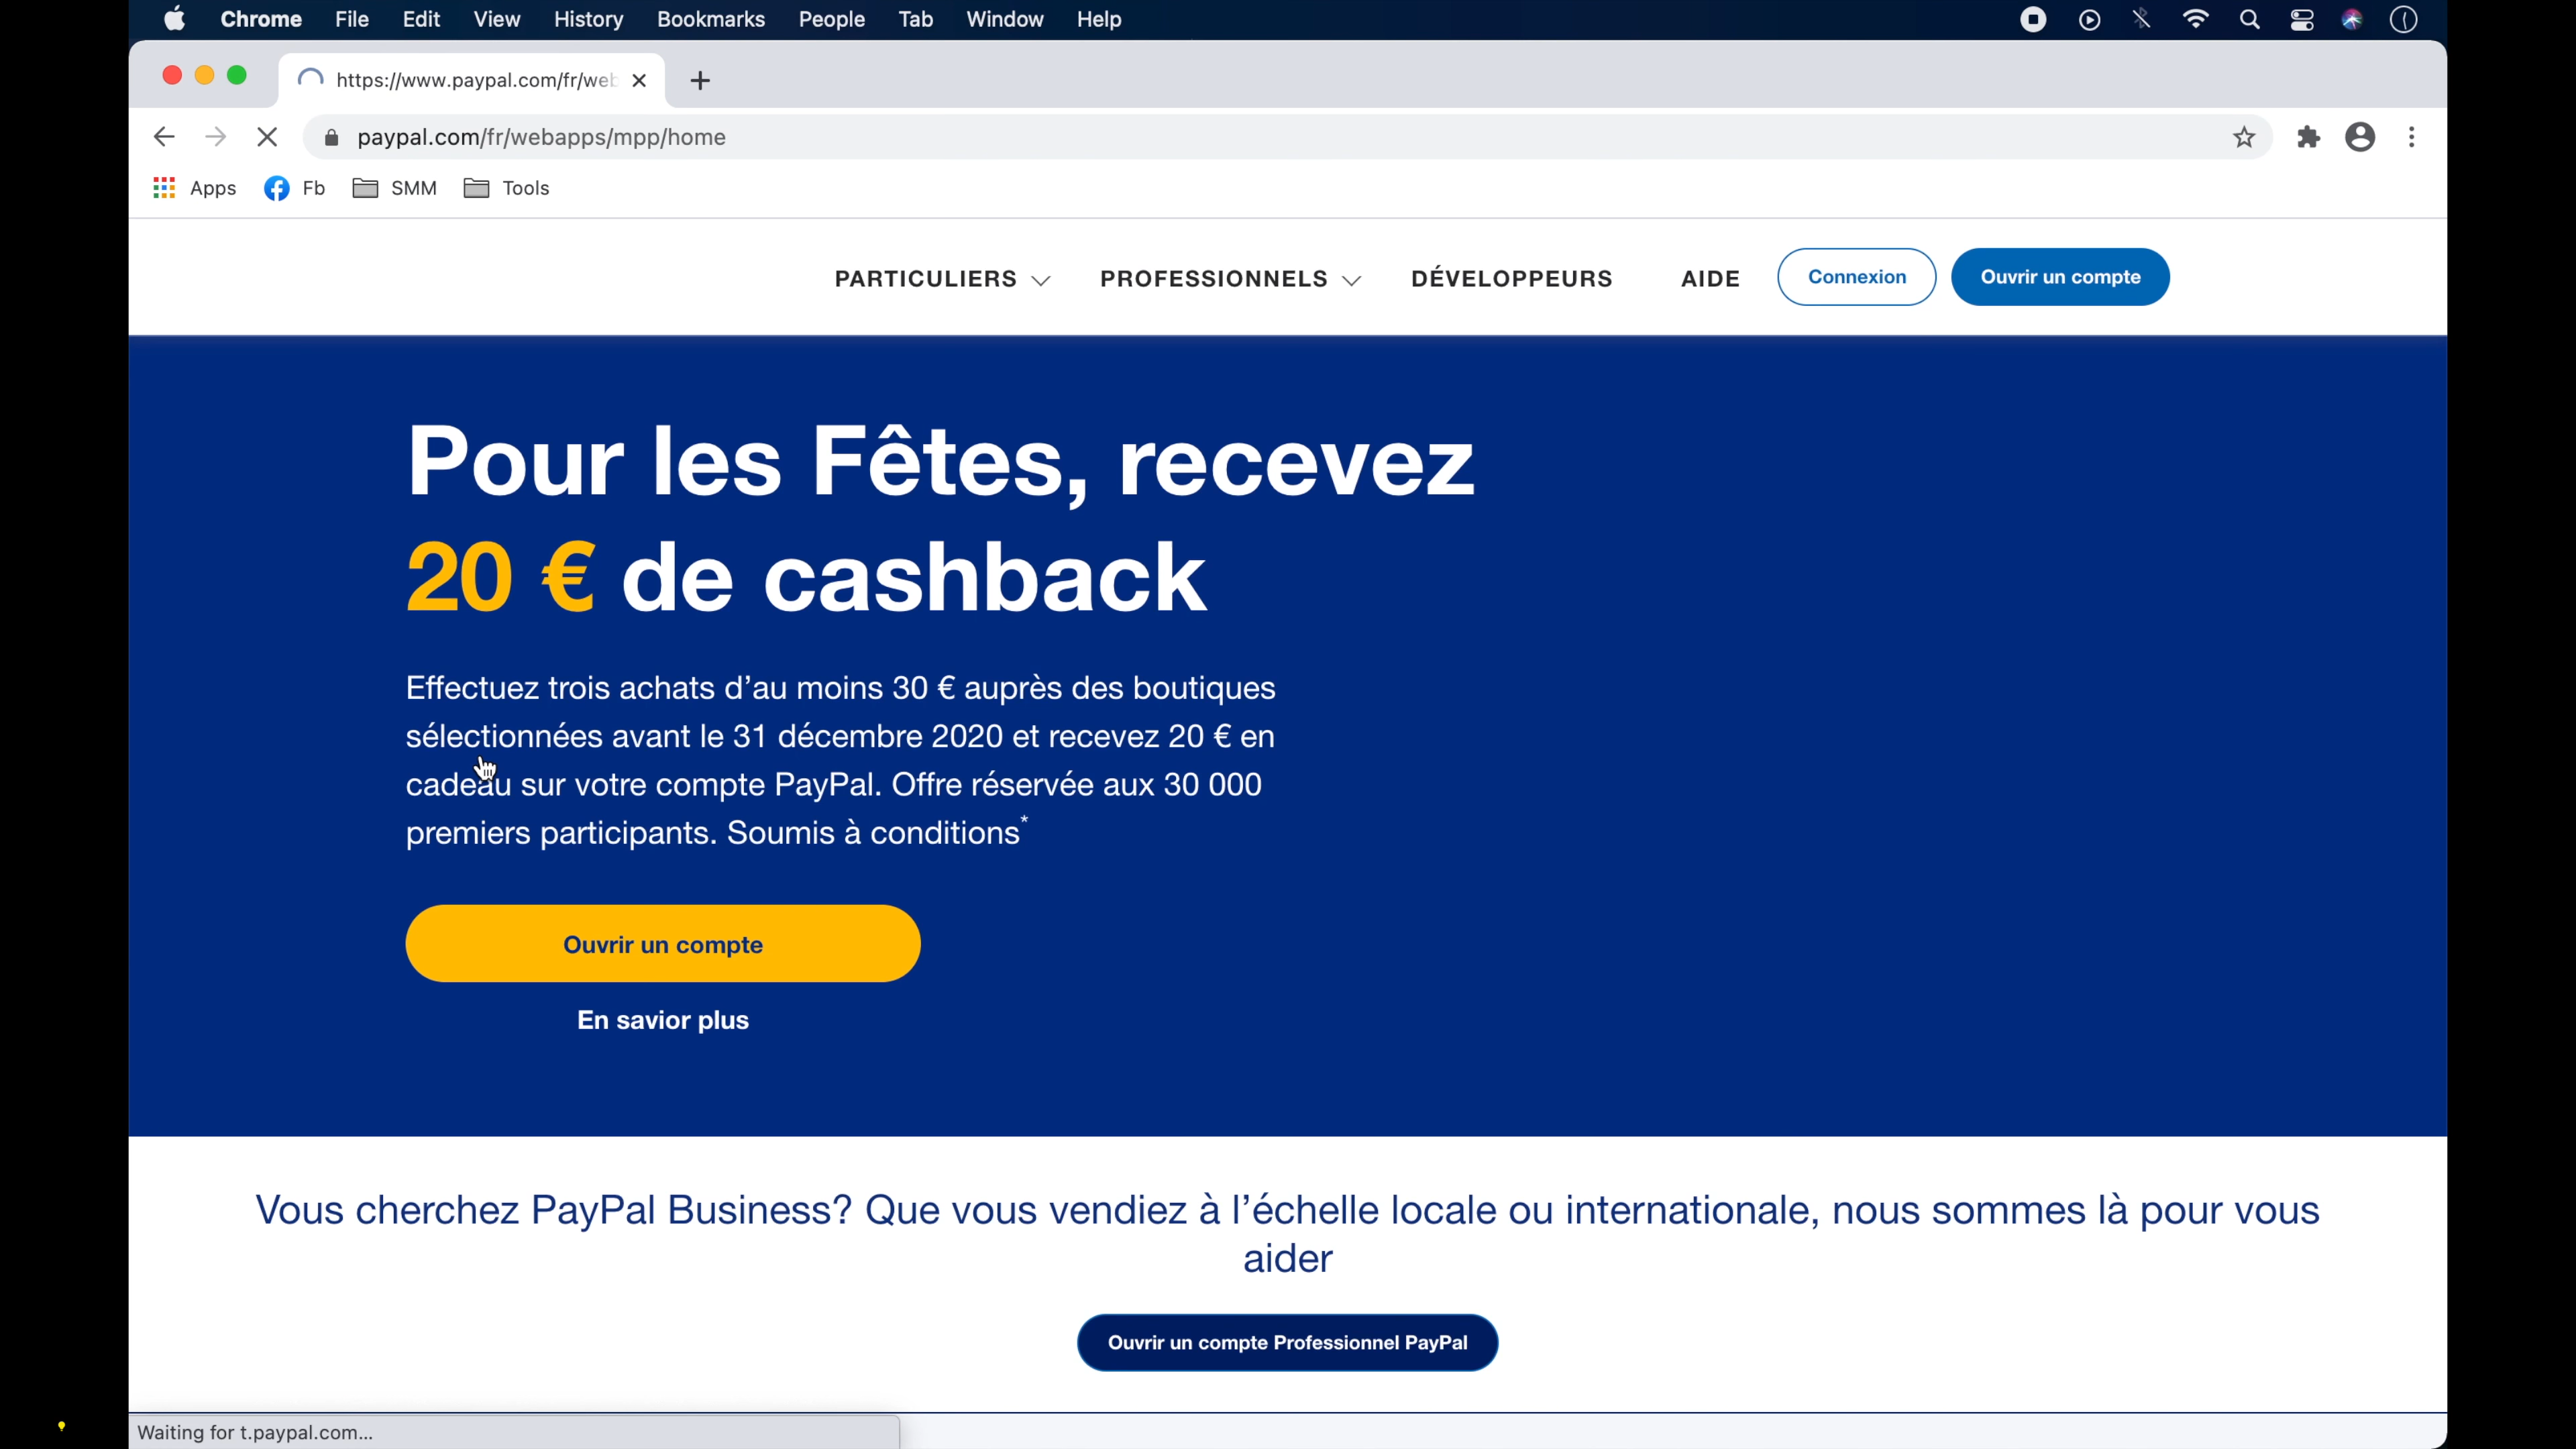 Chrome File Edit View History Bookmarks People Tab Window Help
https://www.paypal.com/fr/web
paypal.com/fr/webapps/mpp/home
Apps Fb SMM Tools
PARTICULIERS PROFESSIONNELS DÉVELOPPEURS AIDE Connexion Ouvrir un compte
Pour les Fêtes, recevez
20 € de cashback
Effectuez trois achats d’au moins 30 € auprès des boutiques
sélectionnées avant le 31 décembre 2020 et recevez 20 € en
cadeau sur votre compte PayPal. Offre réservée aux 30 000
premiers participants. Soumis à conditions*
Ouvrir un compte
En savior plus
Vous cherchez PayPal Business? Que vous vendiez à l’échelle locale ou internationale, nous sommes là pour vous
aider
Ouvrir un compte Professionnel PayPal
Waiting for t.paypal.com...